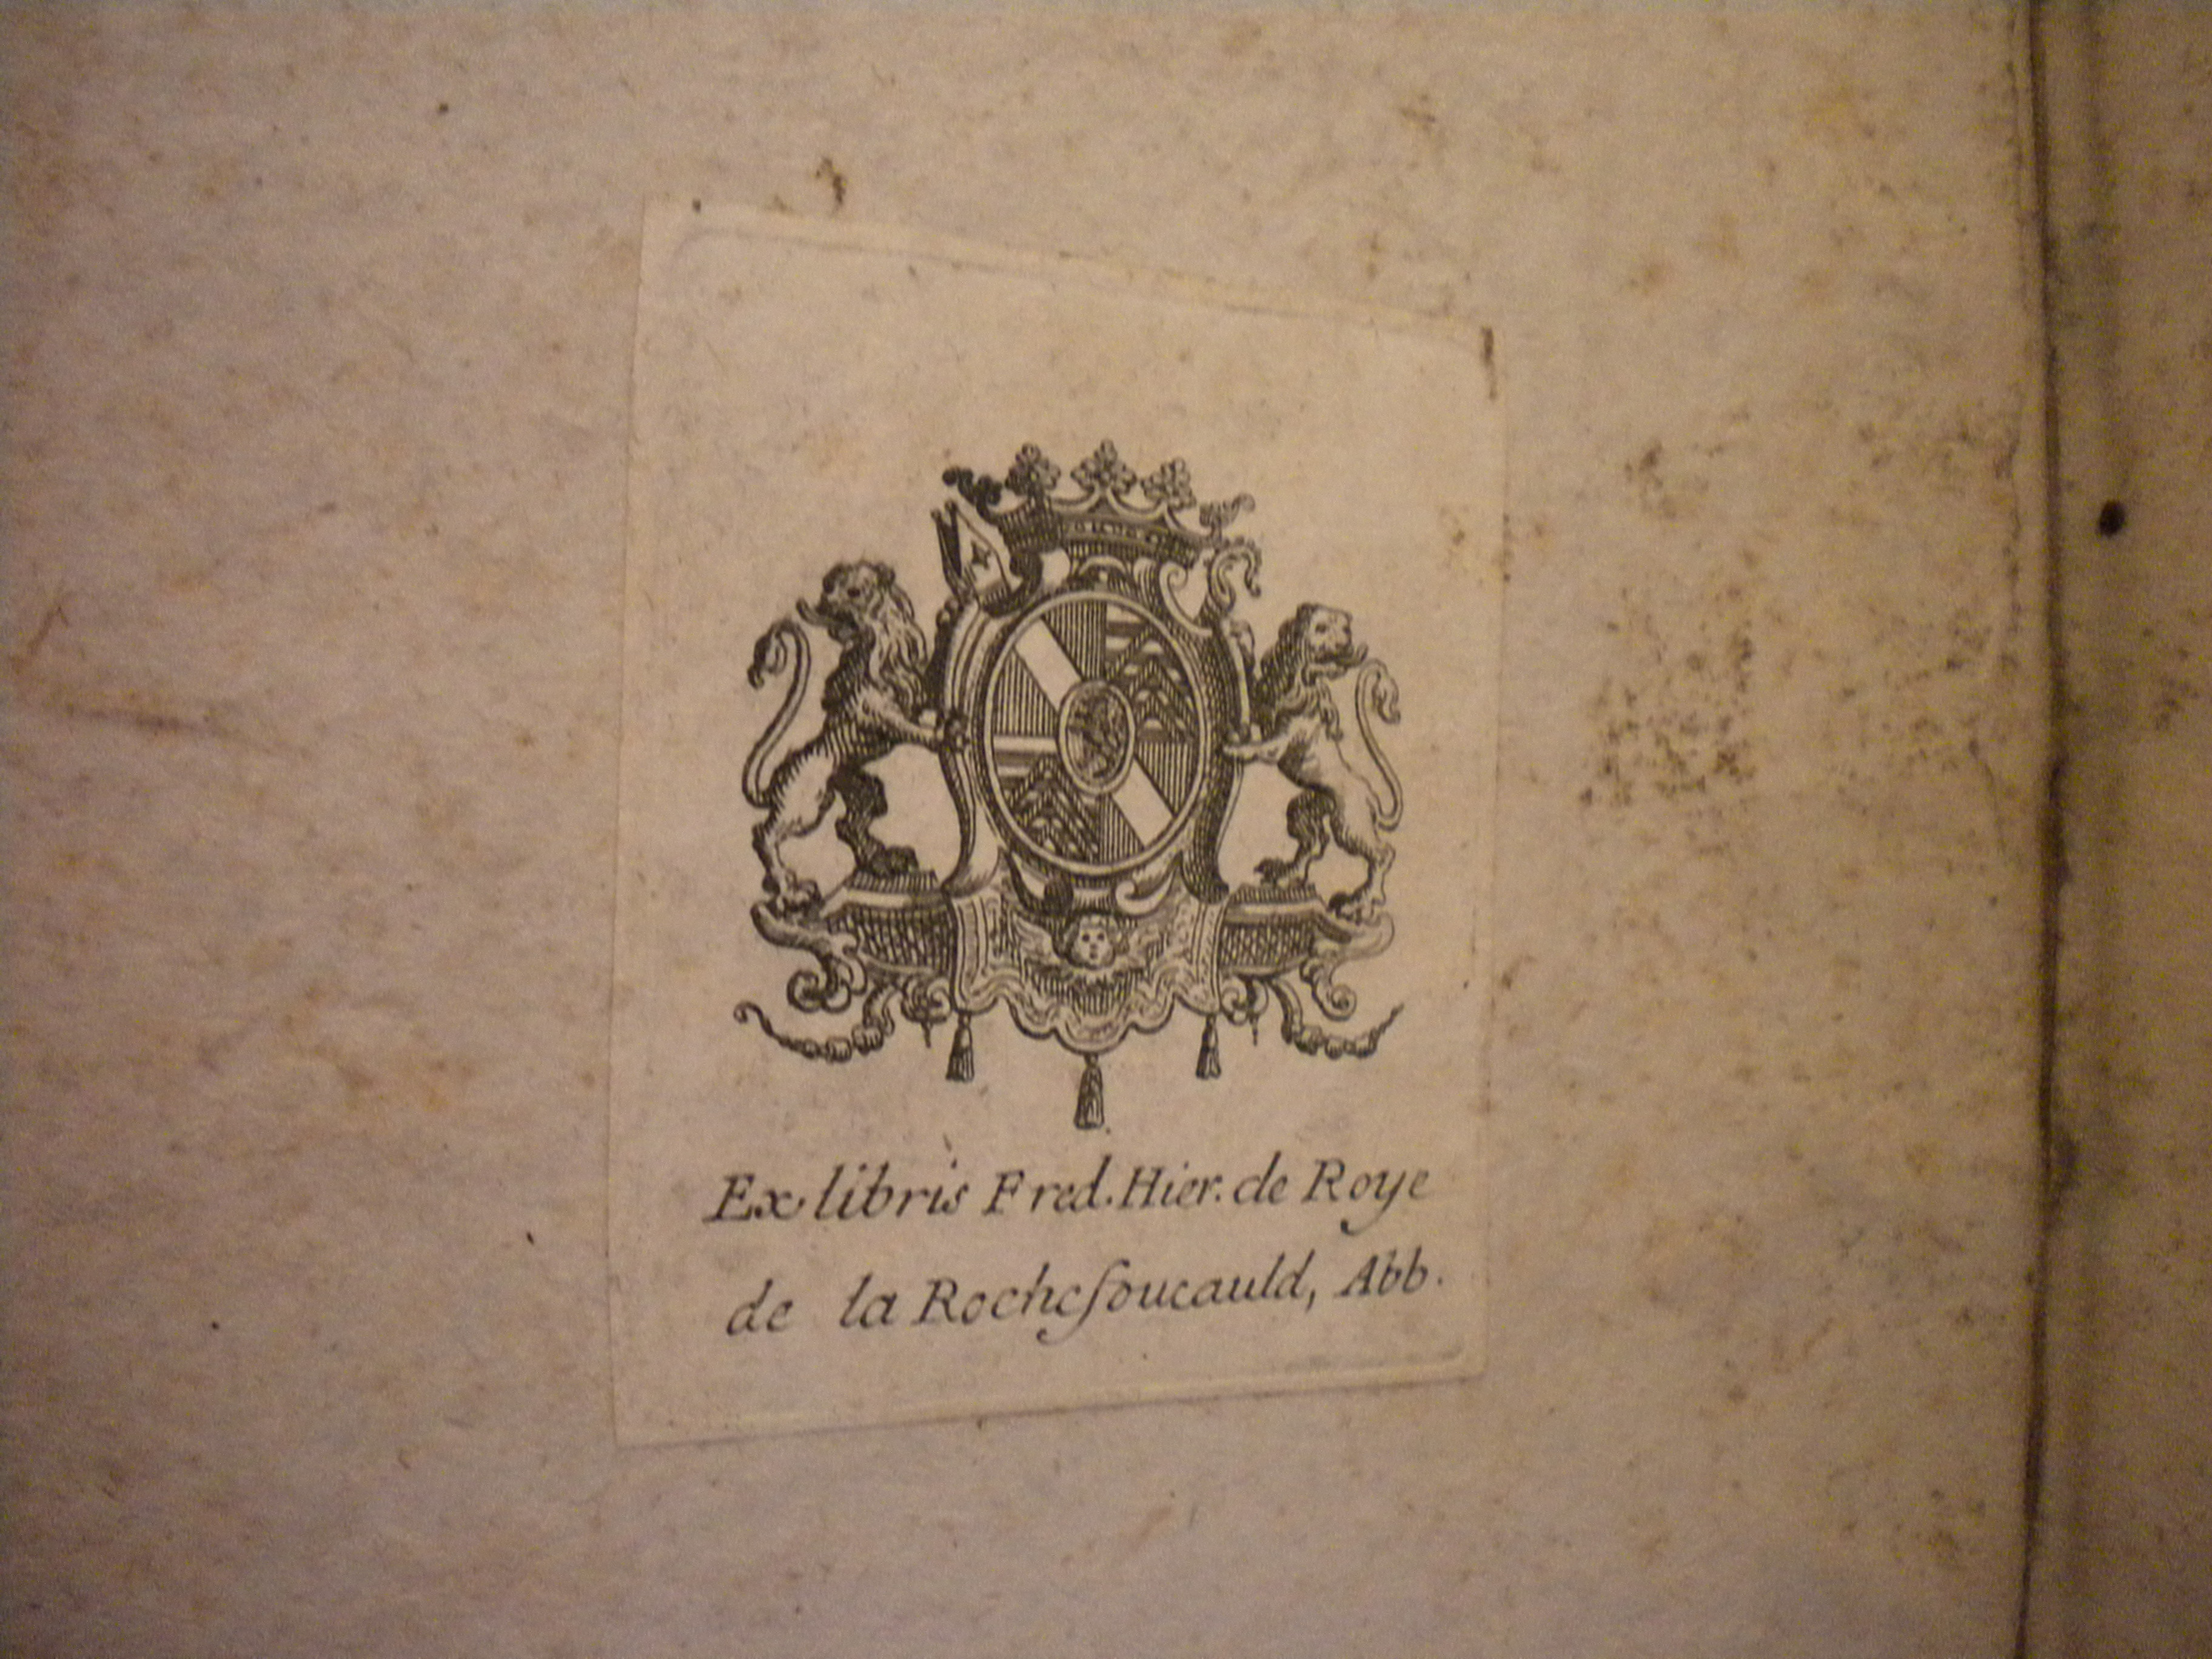 Ex libris Fred. Hier. de Roye
de la Rochefoucauld, Abb.